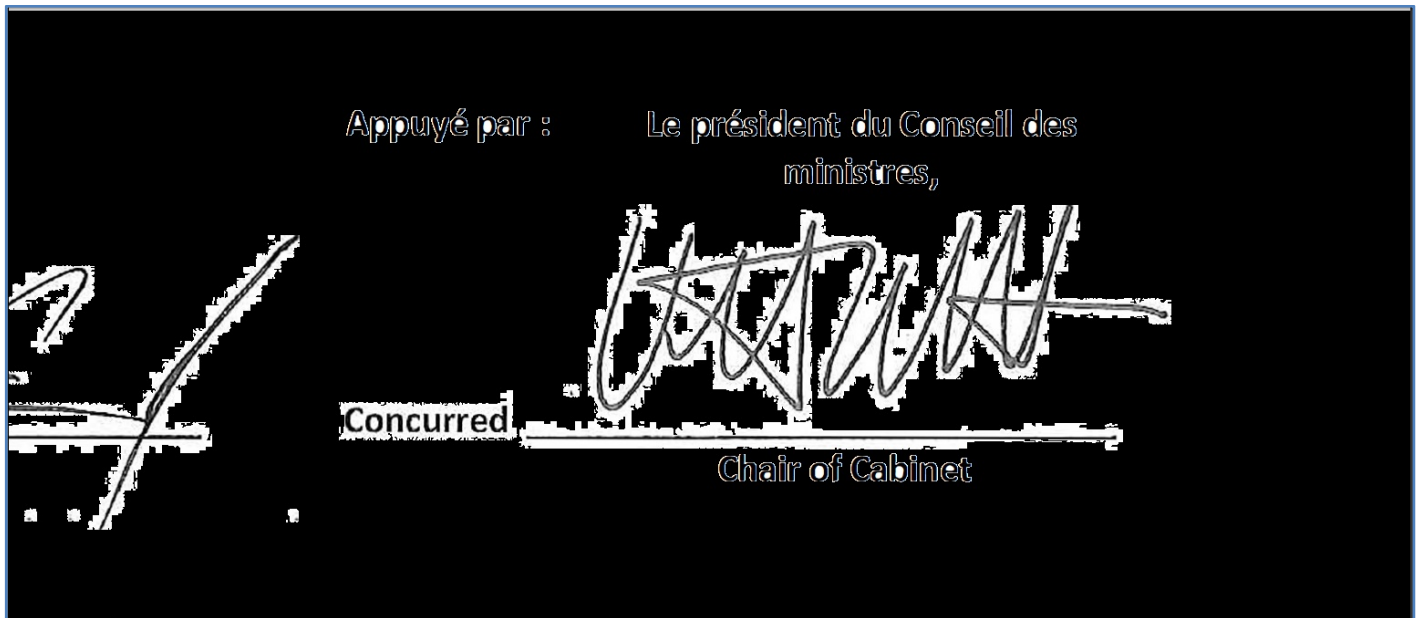 Appuyé par : Le président du Conseil des
ministres,
Concurred
Chair of Cabinet